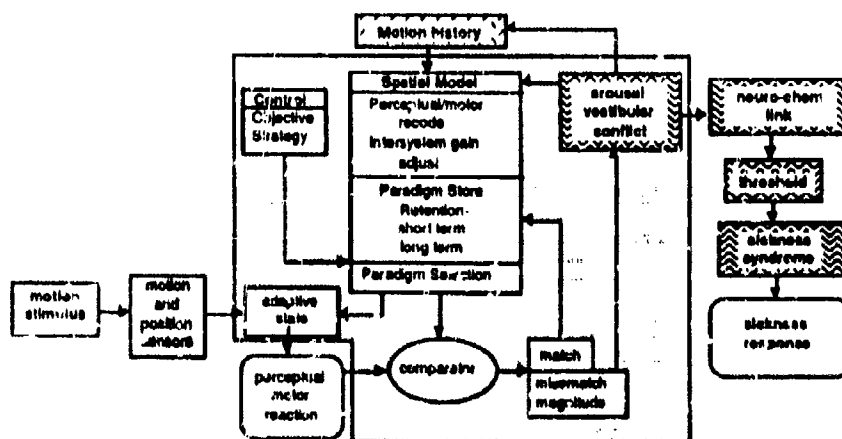 Motion history
Spatial Model
Perceptual/motor
recode
Intersystem gain
adjust
Paradigm Store
Retention-
short term
long term
Paradigm Selection
Control
Objective
Strategy
arousal
vestibular
conflict
neuro-chem
link
threshold
sickness
syndrome
sickness
response
motion
stimulus
motion
and
position
sensors
adaptive
state
perceptual
motor
reaction
comparator
match
mismatch
magnitude